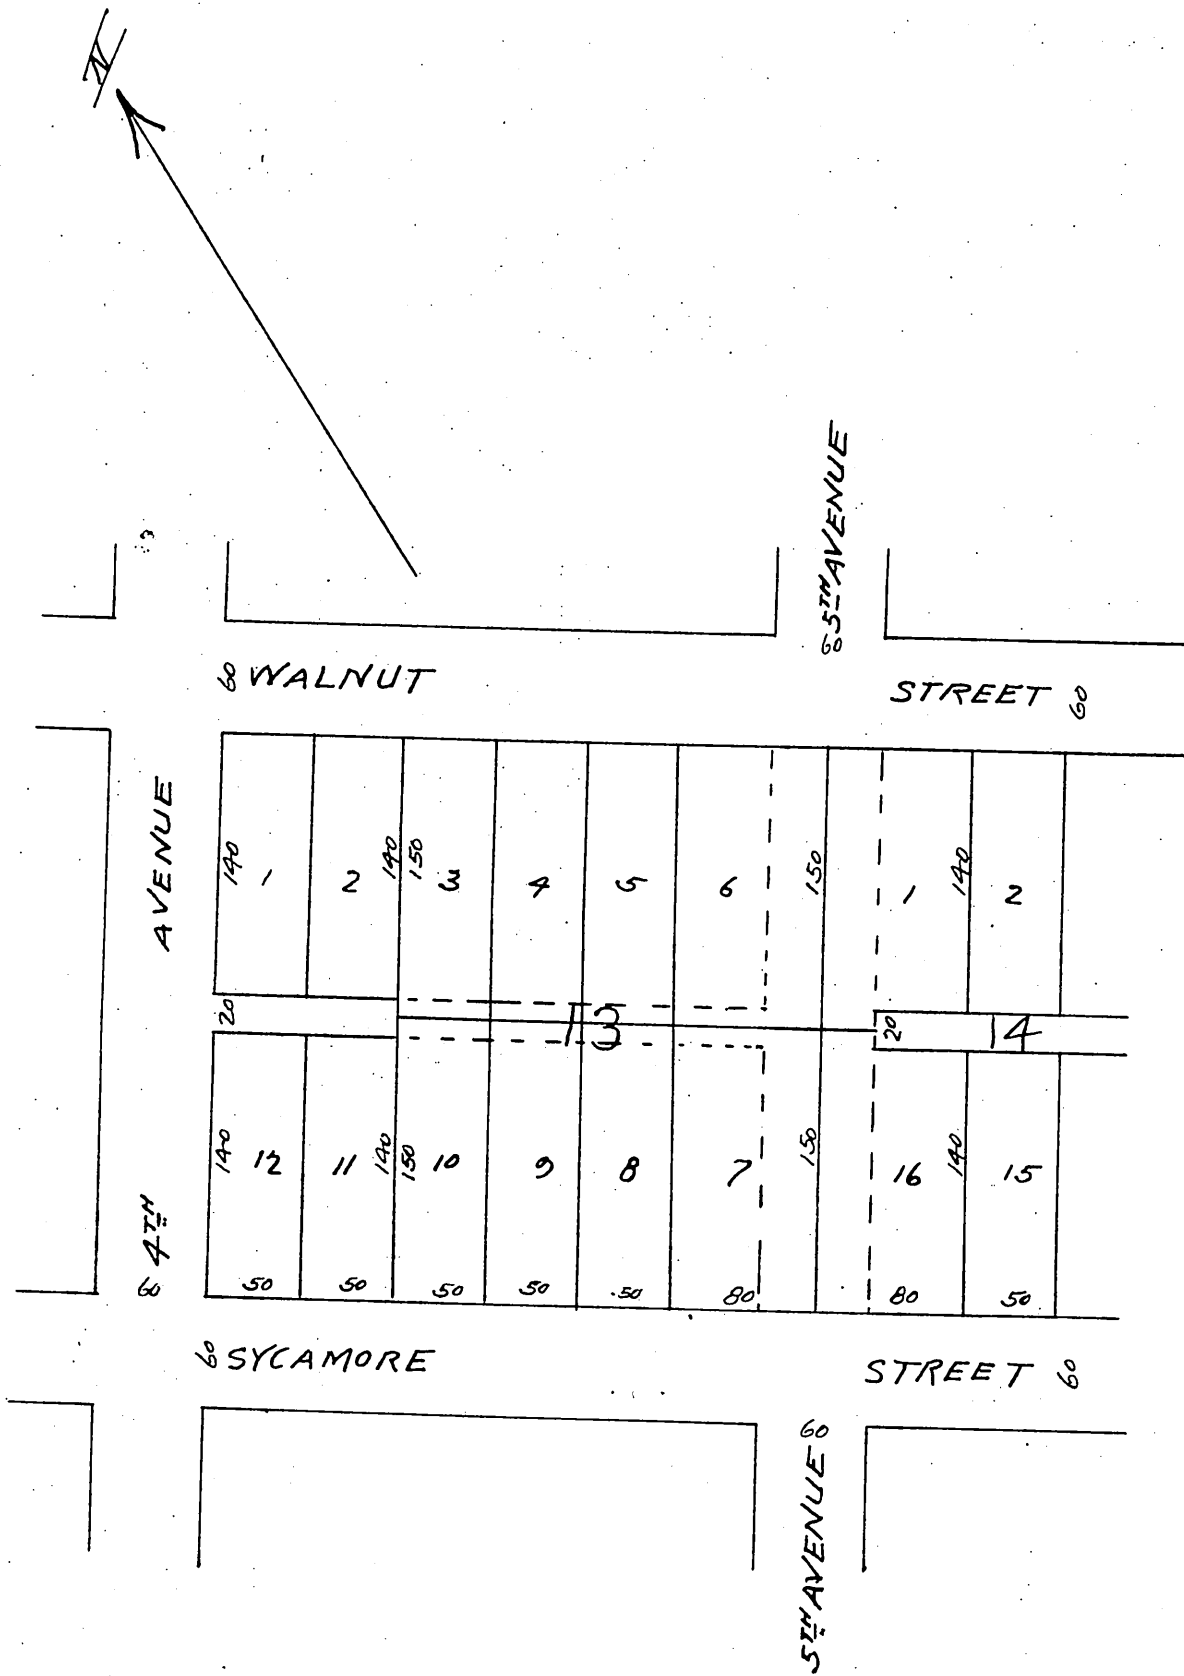 N
5TH AVENUE
60
60 WALNUT STREET 60
AVENUE
140 1 2 140 150 3 4 5 6 150 1 140 2
20 13 20 14
140 12 11 140 150 10 9 8 7 150 16 140 15
4TH
60 50 50 50 50 50 80 80 50
60 SYCAMORE STREET 60
60
5TH AVENUE